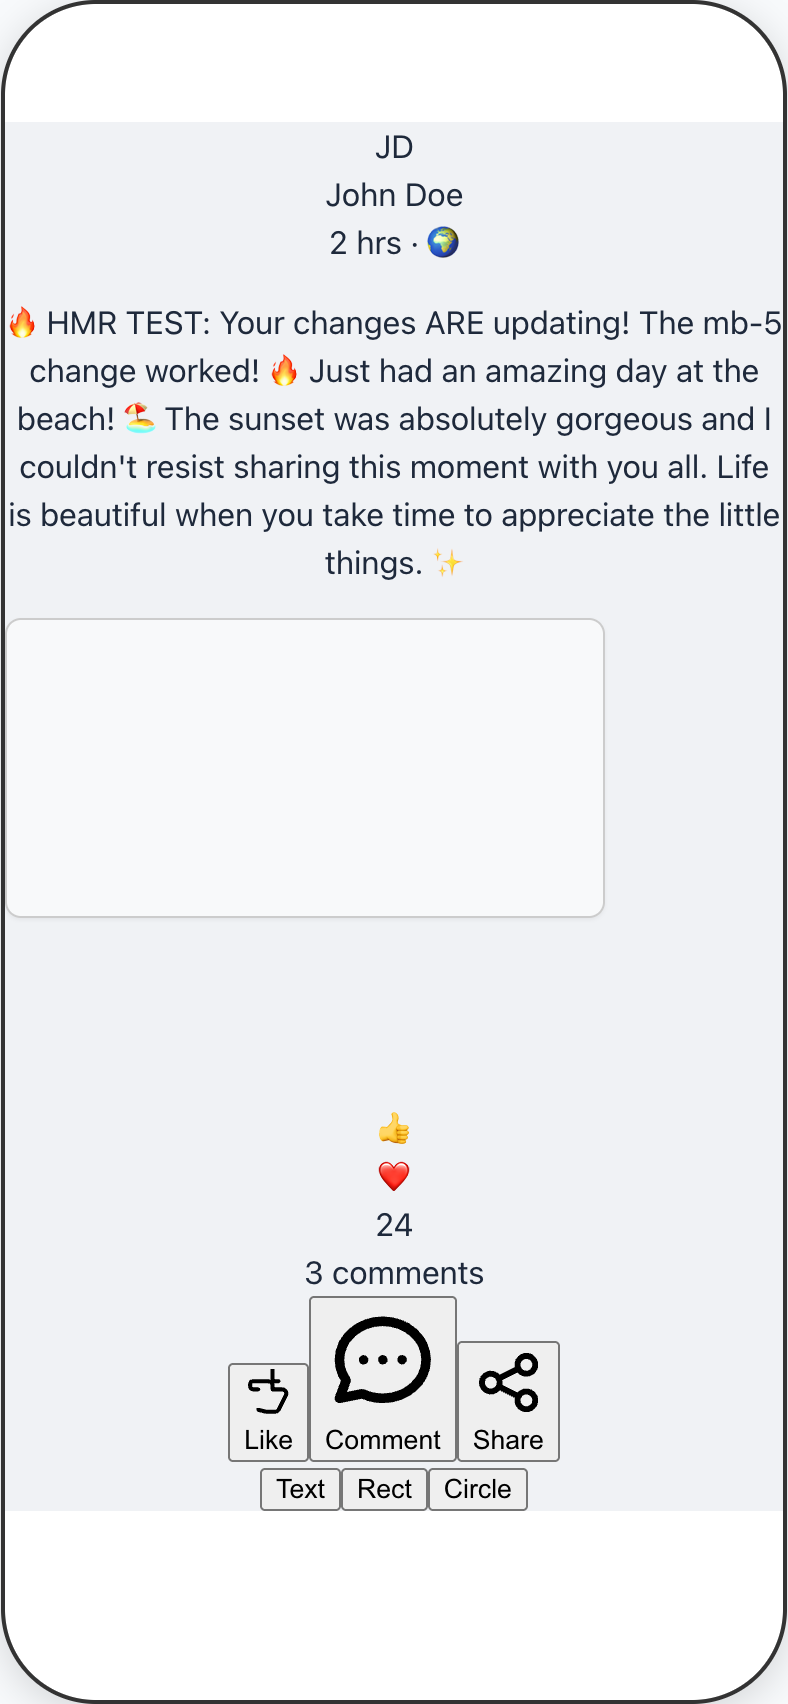 JD
John Doe
2 hrs · 🌍
🔥 HMR TEST: Your changes ARE updating! The mb-5
change worked! 🔥 Just had an amazing day at the
beach! 🏖️ The sunset was absolutely gorgeous and I
couldn't resist sharing this moment with you all. Life
is beautiful when you take time to appreciate the little
things. ✨
👍
❤️
24
3 comments
Like Comment Share
Text Rect Circle